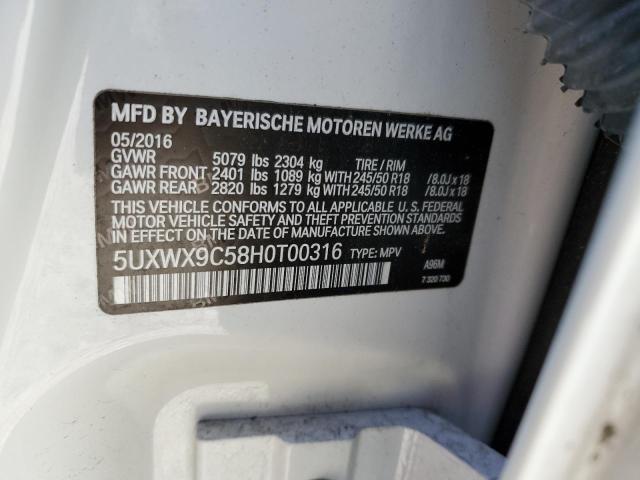 MFD BY BAYERISCHE MOTOREN WERKE AG
05/2016
GVWR 5079 lbs 2304 kg TIRE / RIM
GAWR FRONT 2401 lbs 1089 kg WITH 245/50 R18 /8.0J x 18
GAWR REAR 2820 lbs 1279 kg WITH 245/50 R18 /8.0J x 18
THIS VEHICLE CONFORMS TO ALL APPLICABLE U. S. FEDERAL
MOTOR VEHICLE SAFETY AND THEFT PREVENTION STANDARDS
IN EFFECT ON THE DATE OF MANUFACTURE SHOWN ABOVE.
5UXWX9C58H0T00316 TYPE: MPV
A96M
7 320 730